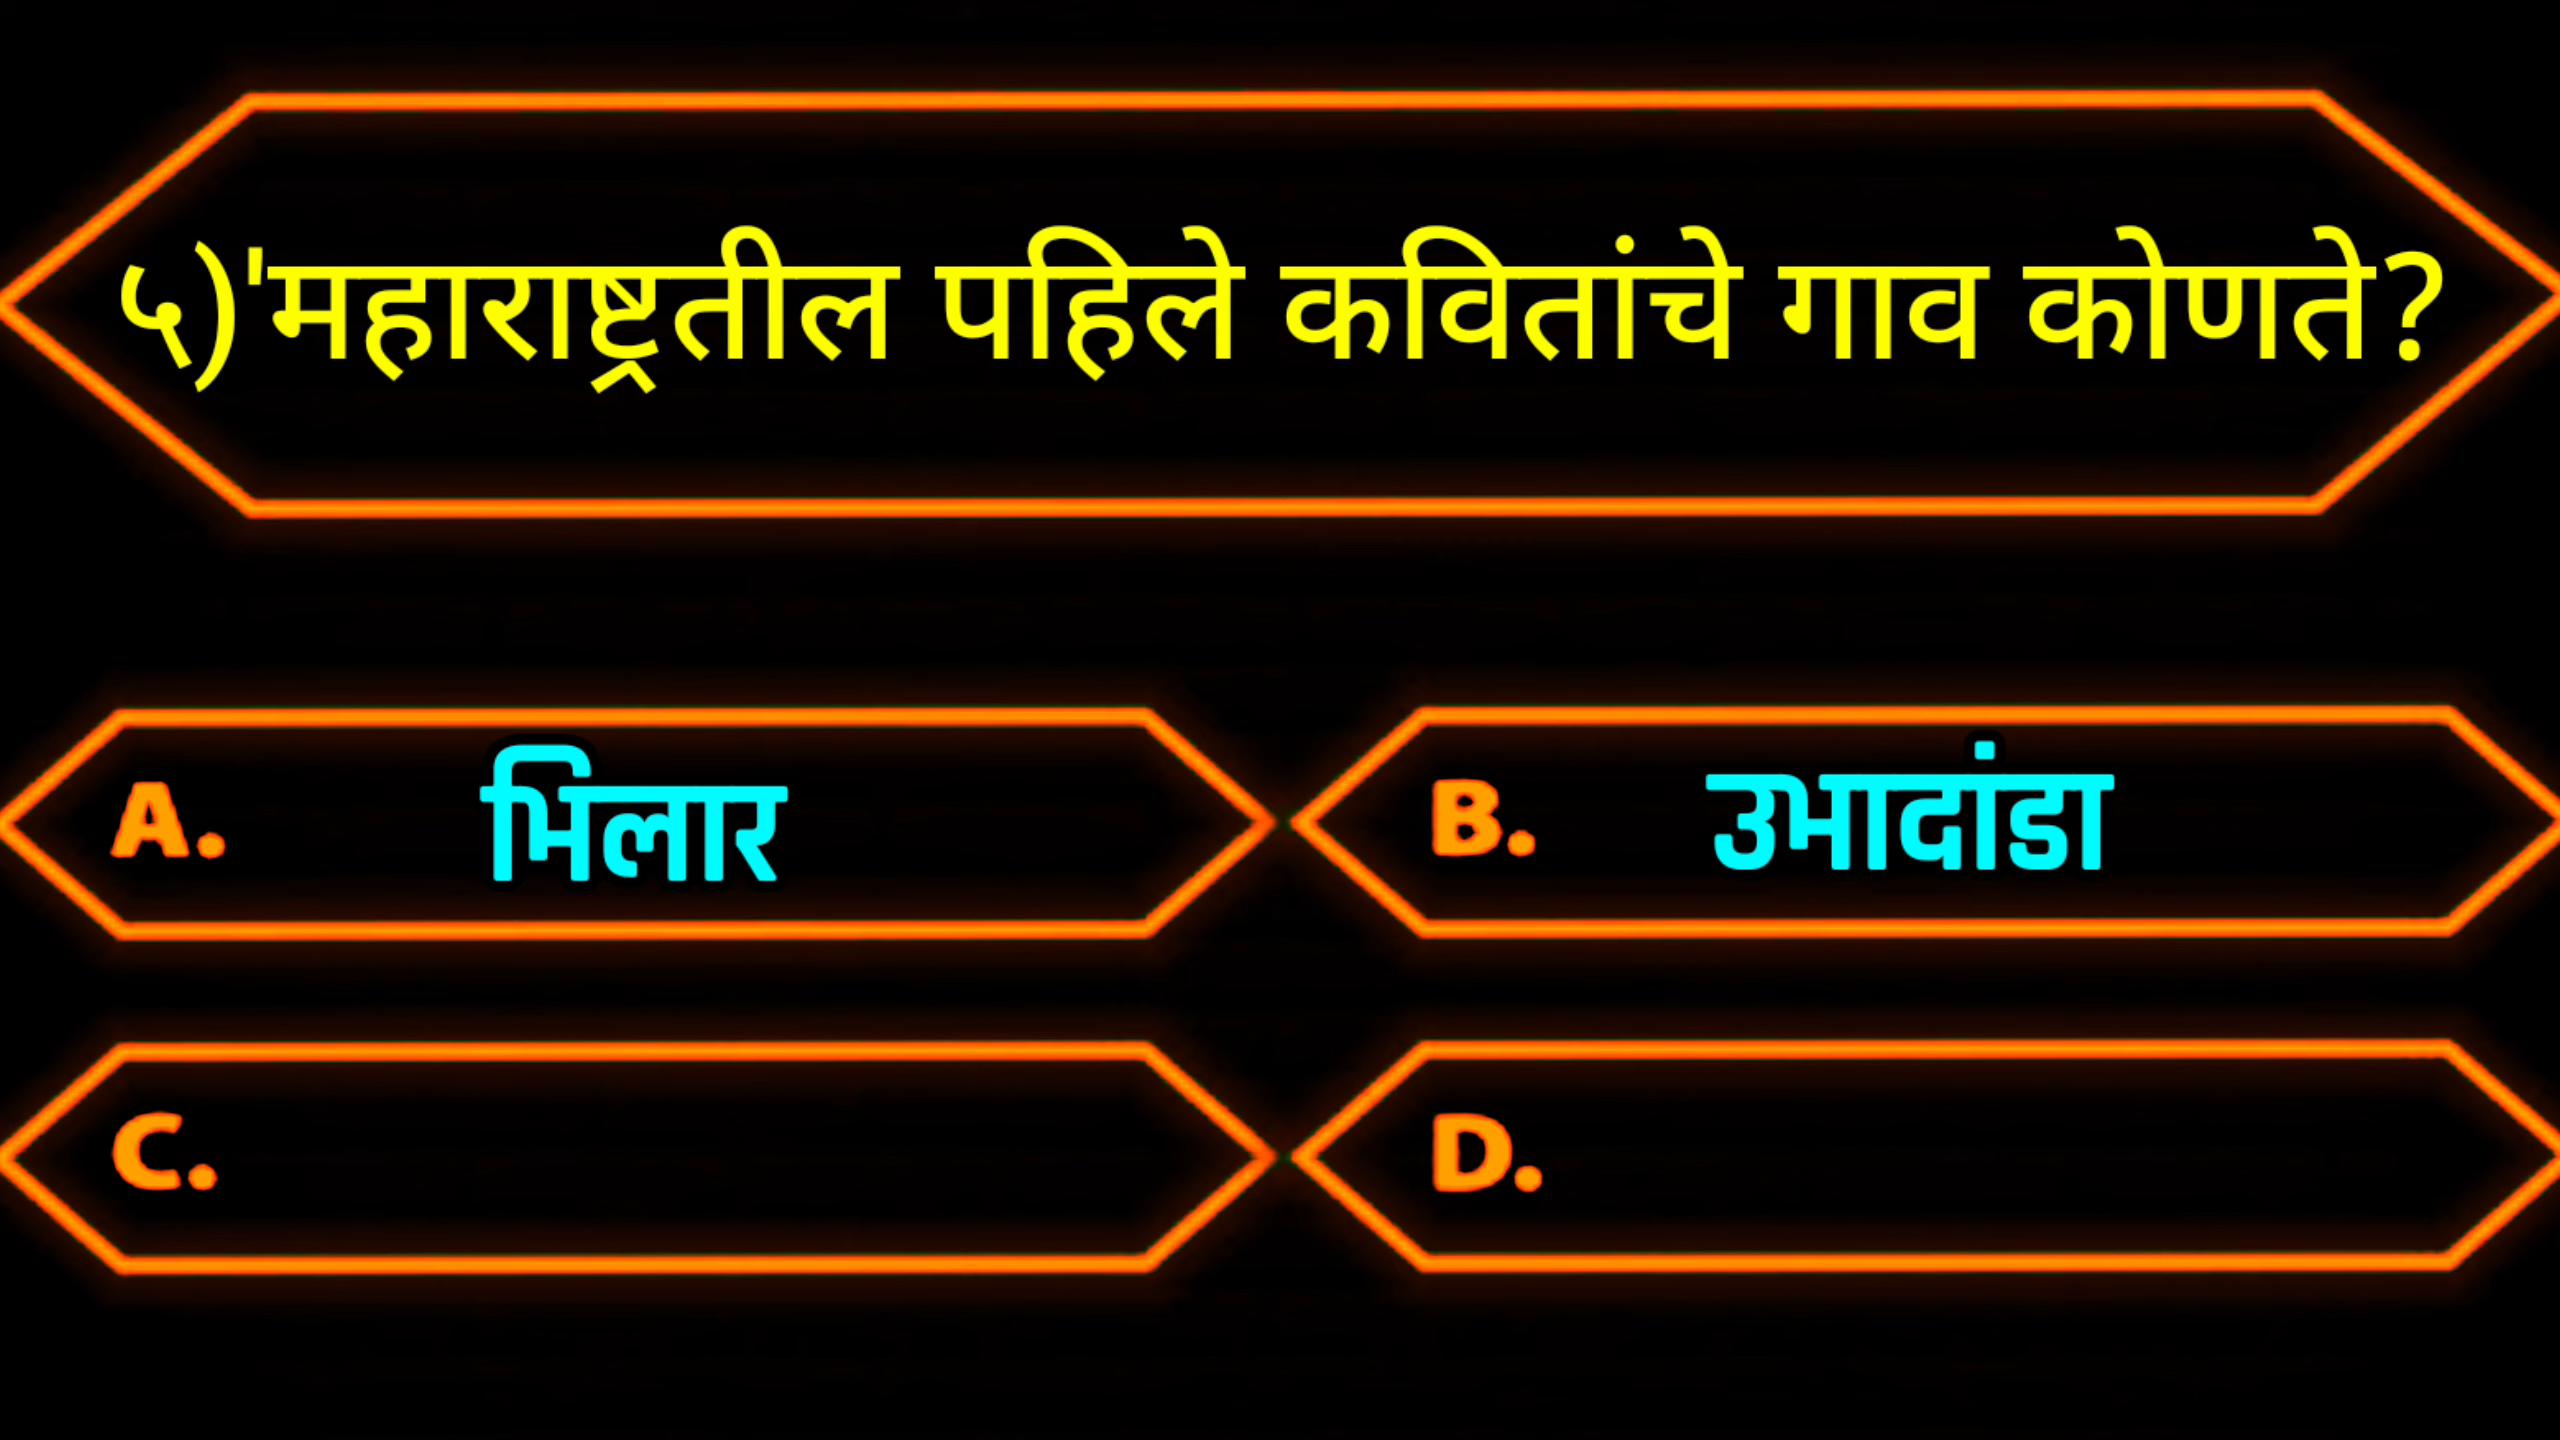 ५)'महाराष्ट्रतील पहिले कवितांचे गाव कोणते?
A. भिलार
B. उभादांडा
C.
D.